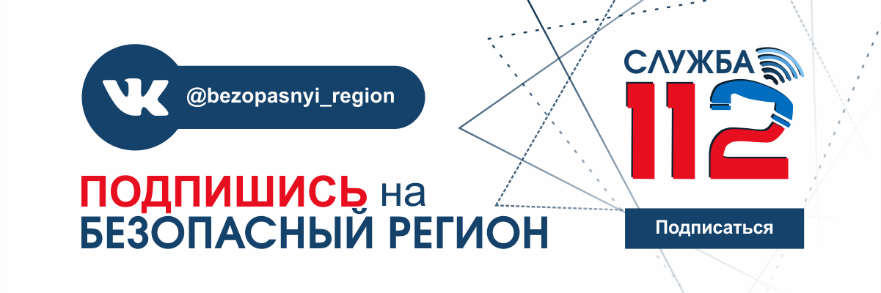 @bezopasnyi_region
ПОДПИШИСЬ на
БЕЗОПАСНЫЙ РЕГИОН
СЛУЖБА
112
Подписаться